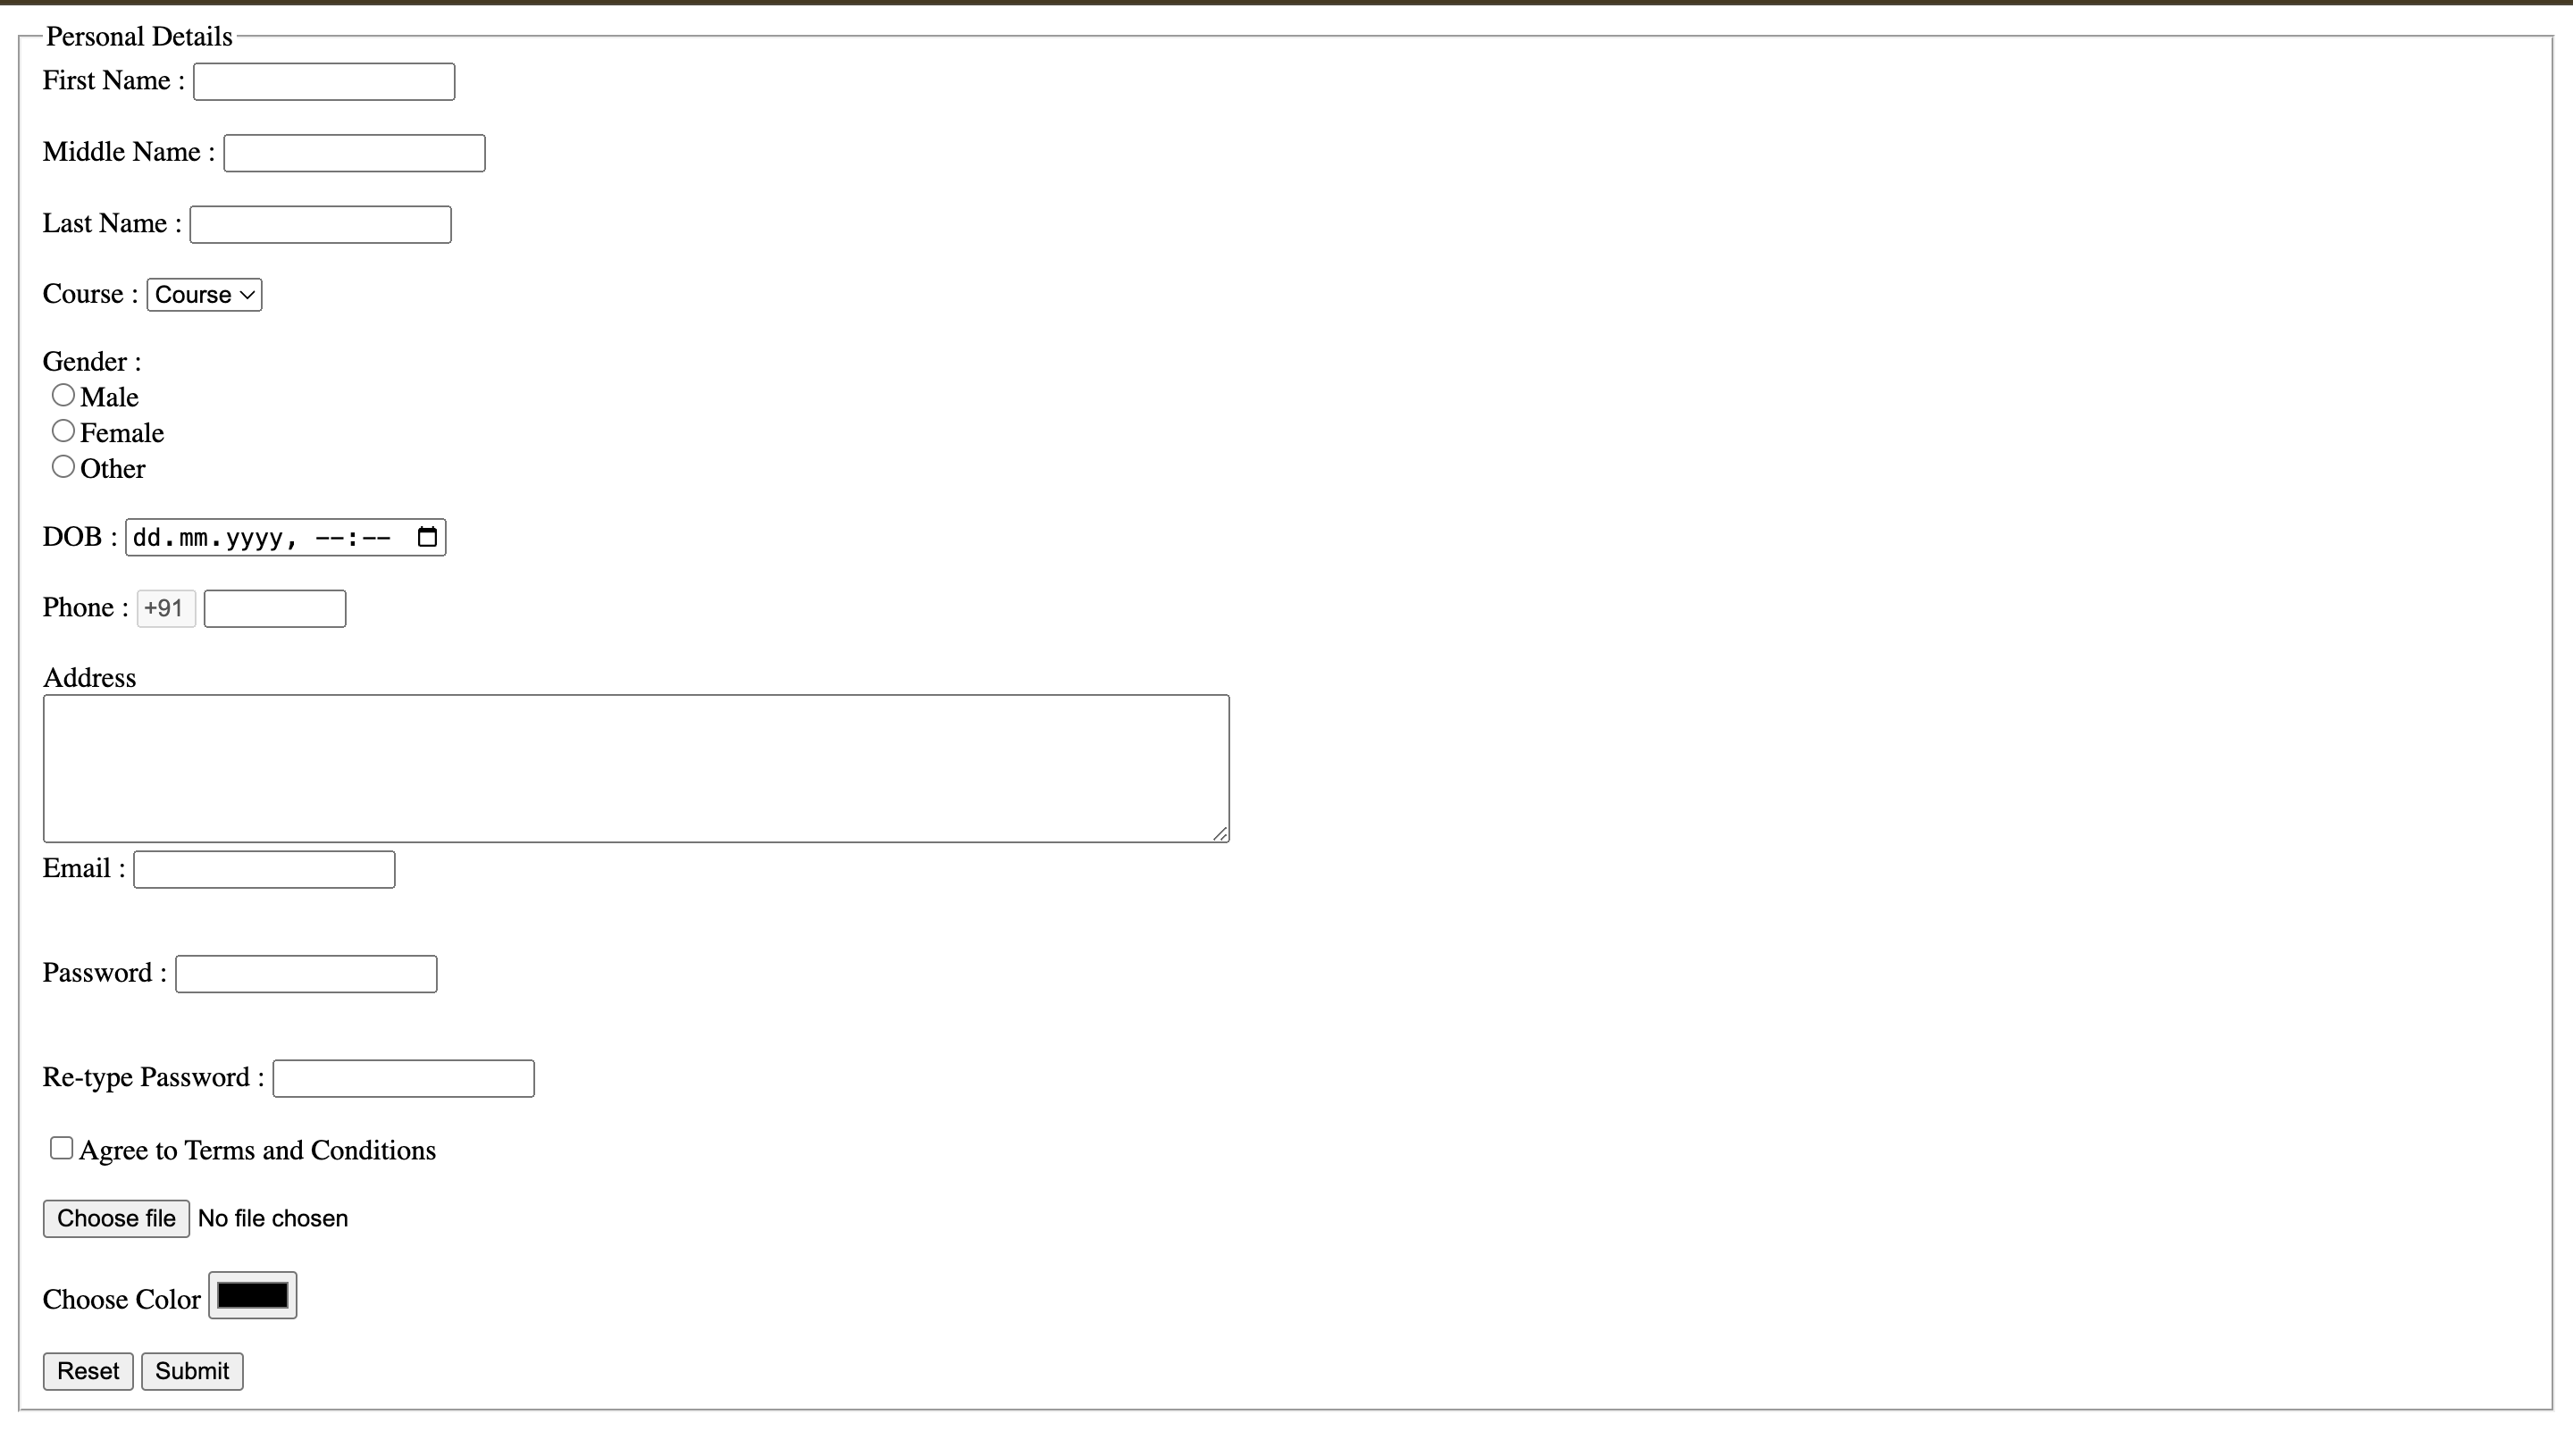 Personal Details
First Name :
Middle Name :
Last Name :
Course : Course
Gender :
Male
Female
Other
DOB : dd.mm.yyyy, --:--
Phone : +91
Address
Email :
Password :
Re-type Password :
Agree to Terms and Conditions
Choose file No file chosen
Choose Color
Reset Submit